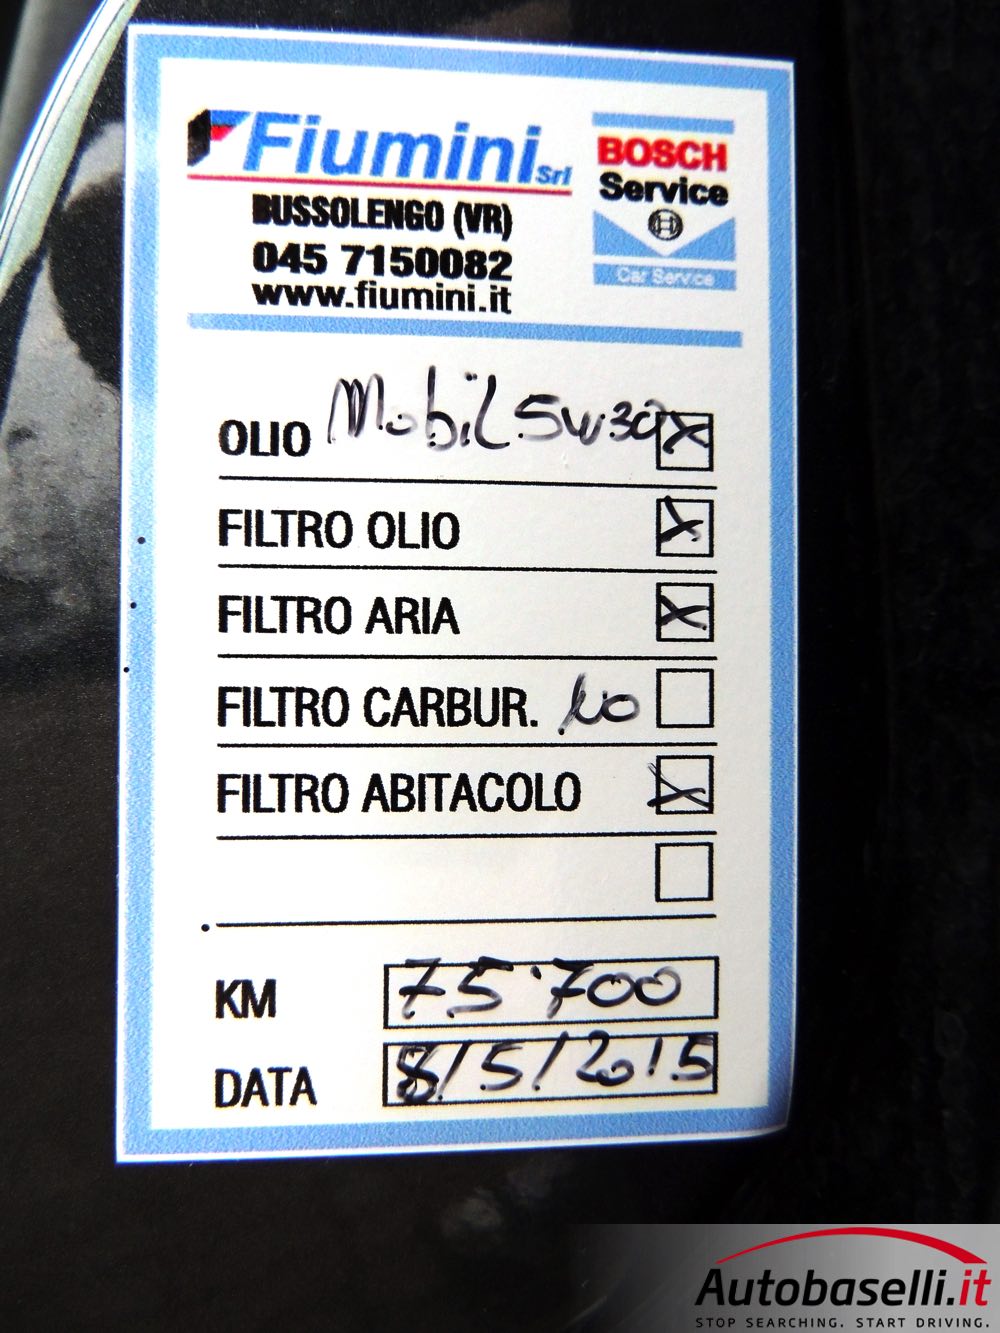 Fiumini Srl
BUSSOLENGO (VR)
045 7150082
www.fiumini.it
BOSCH
Service
Car Service
OLIO Mobil 5w30
FILTRO OLIO
FILTRO ARIA
FILTRO CARBUR. NO
FILTRO ABITACOLO
KM 75'700
DATA 8/5/2015
Autobaselli.it
STOP SEARCHING. START DRIVING.